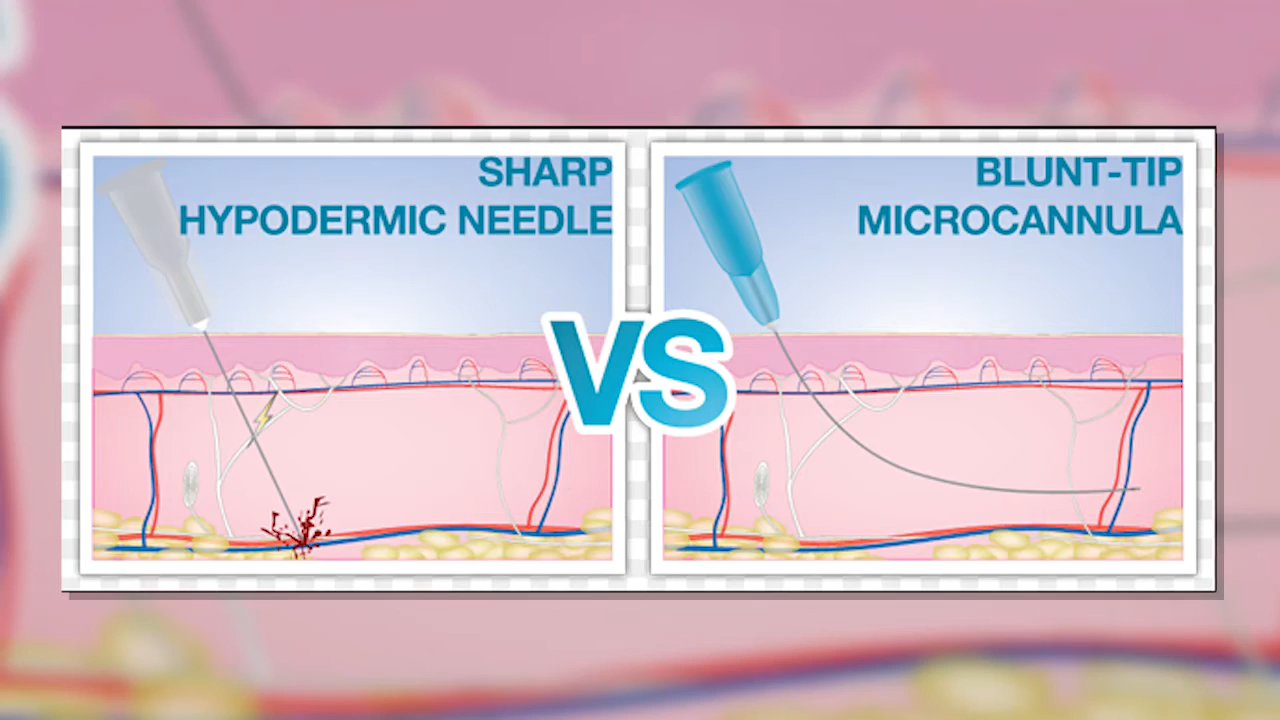 SHARP
HYPODERMIC NEEDLE
VS
BLUNT-TIP
MICROCANNULA